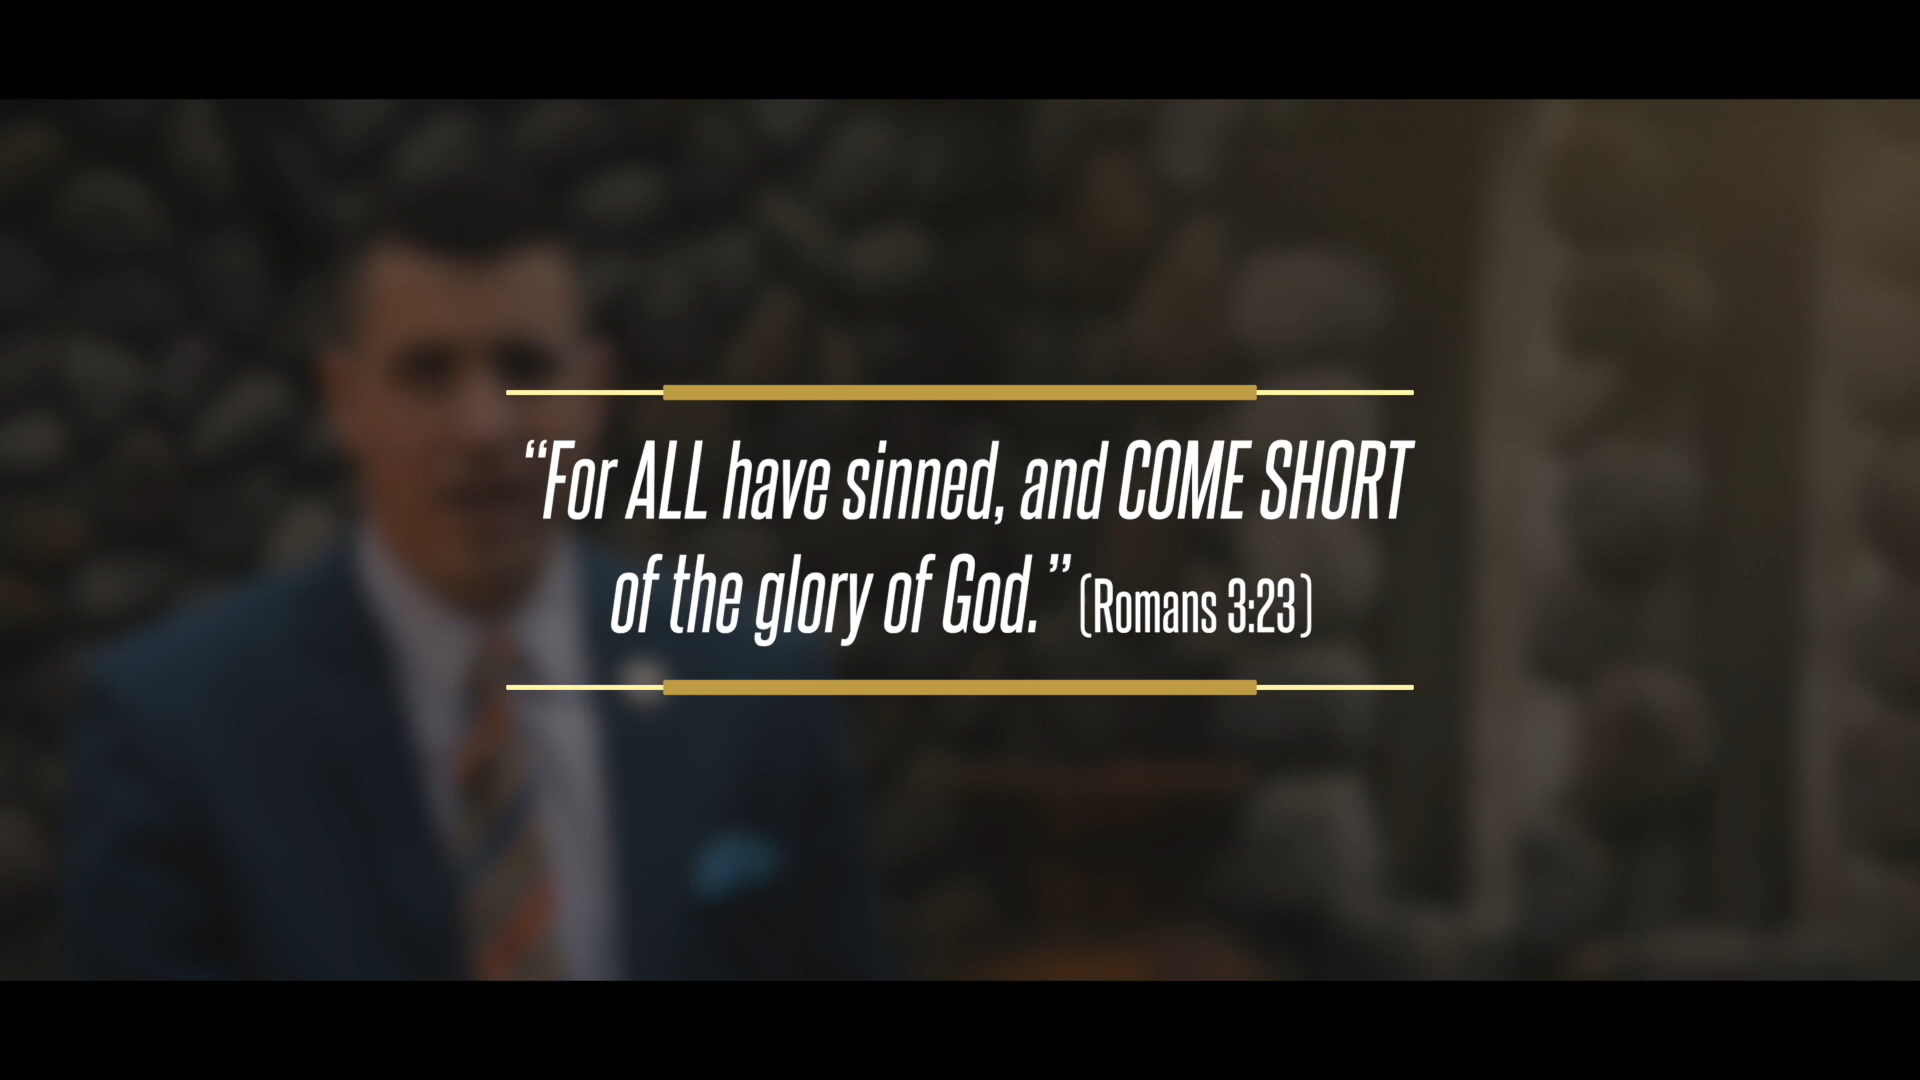 “For ALL have sinned, and COME SHORT
of the glory of God.” (Romans 3:23)